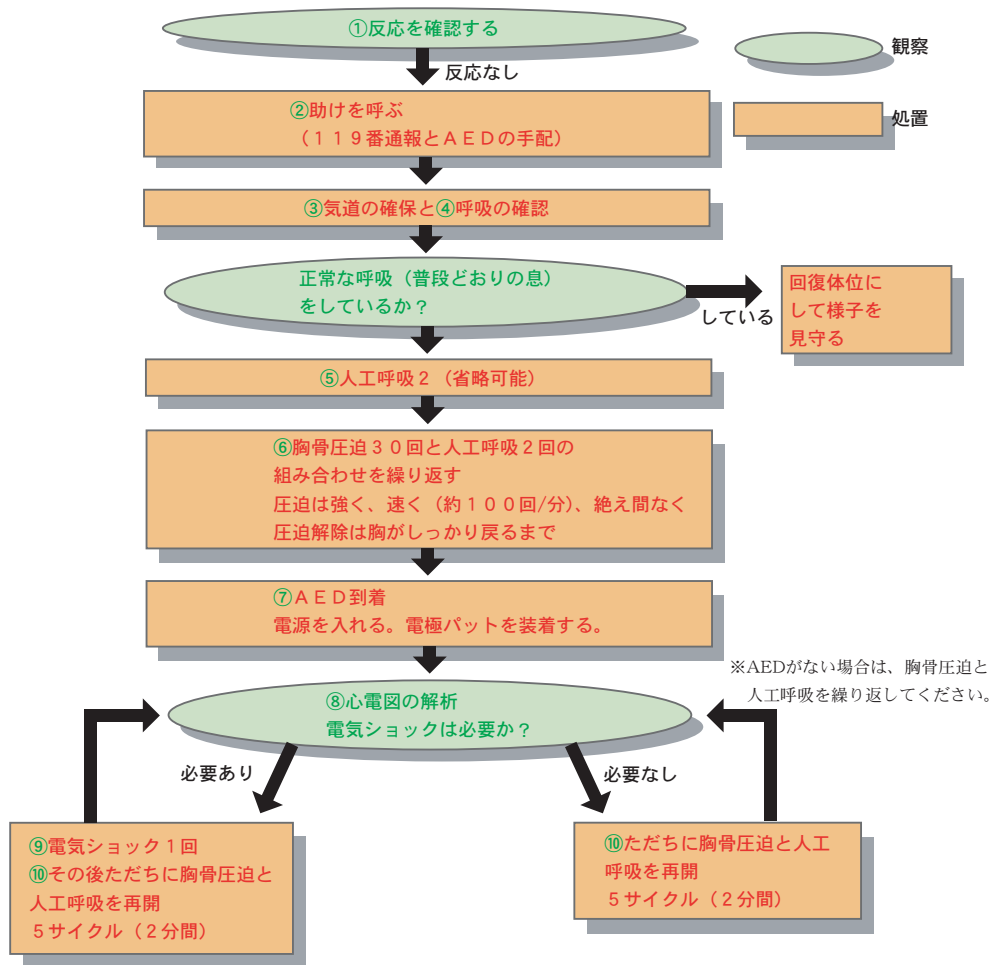 ①反応を確認する
観察
反応なし
②助けを呼ぶ
（１１９番通報とＡＥＤの手配）
処置
③気道の確保と④呼吸の確認
正常な呼吸（普段どおりの息）
をしているか？
している
回復体位に
して様子を
見守る
⑤人工呼吸２（省略可能）
⑥胸骨圧迫３０回と人工呼吸２回の
組み合わせを繰り返す
圧迫は強く、速く（約１００回/分）、絶え間なく
圧迫解除は胸がしっかり戻るまで
⑦ＡＥＤ到着
電源を入れる。電極パットを装着する。
※AEDがない場合は、胸骨圧迫と
人工呼吸を繰り返してください。
⑧心電図の解析
電気ショックは必要か？
必要あり
必要なし
⑨電気ショック１回
⑩その後ただちに胸骨圧迫と
人工呼吸を再開
５サイクル（２分間）
⑩ただちに胸骨圧迫と人工
呼吸を再開
５サイクル（２分間）